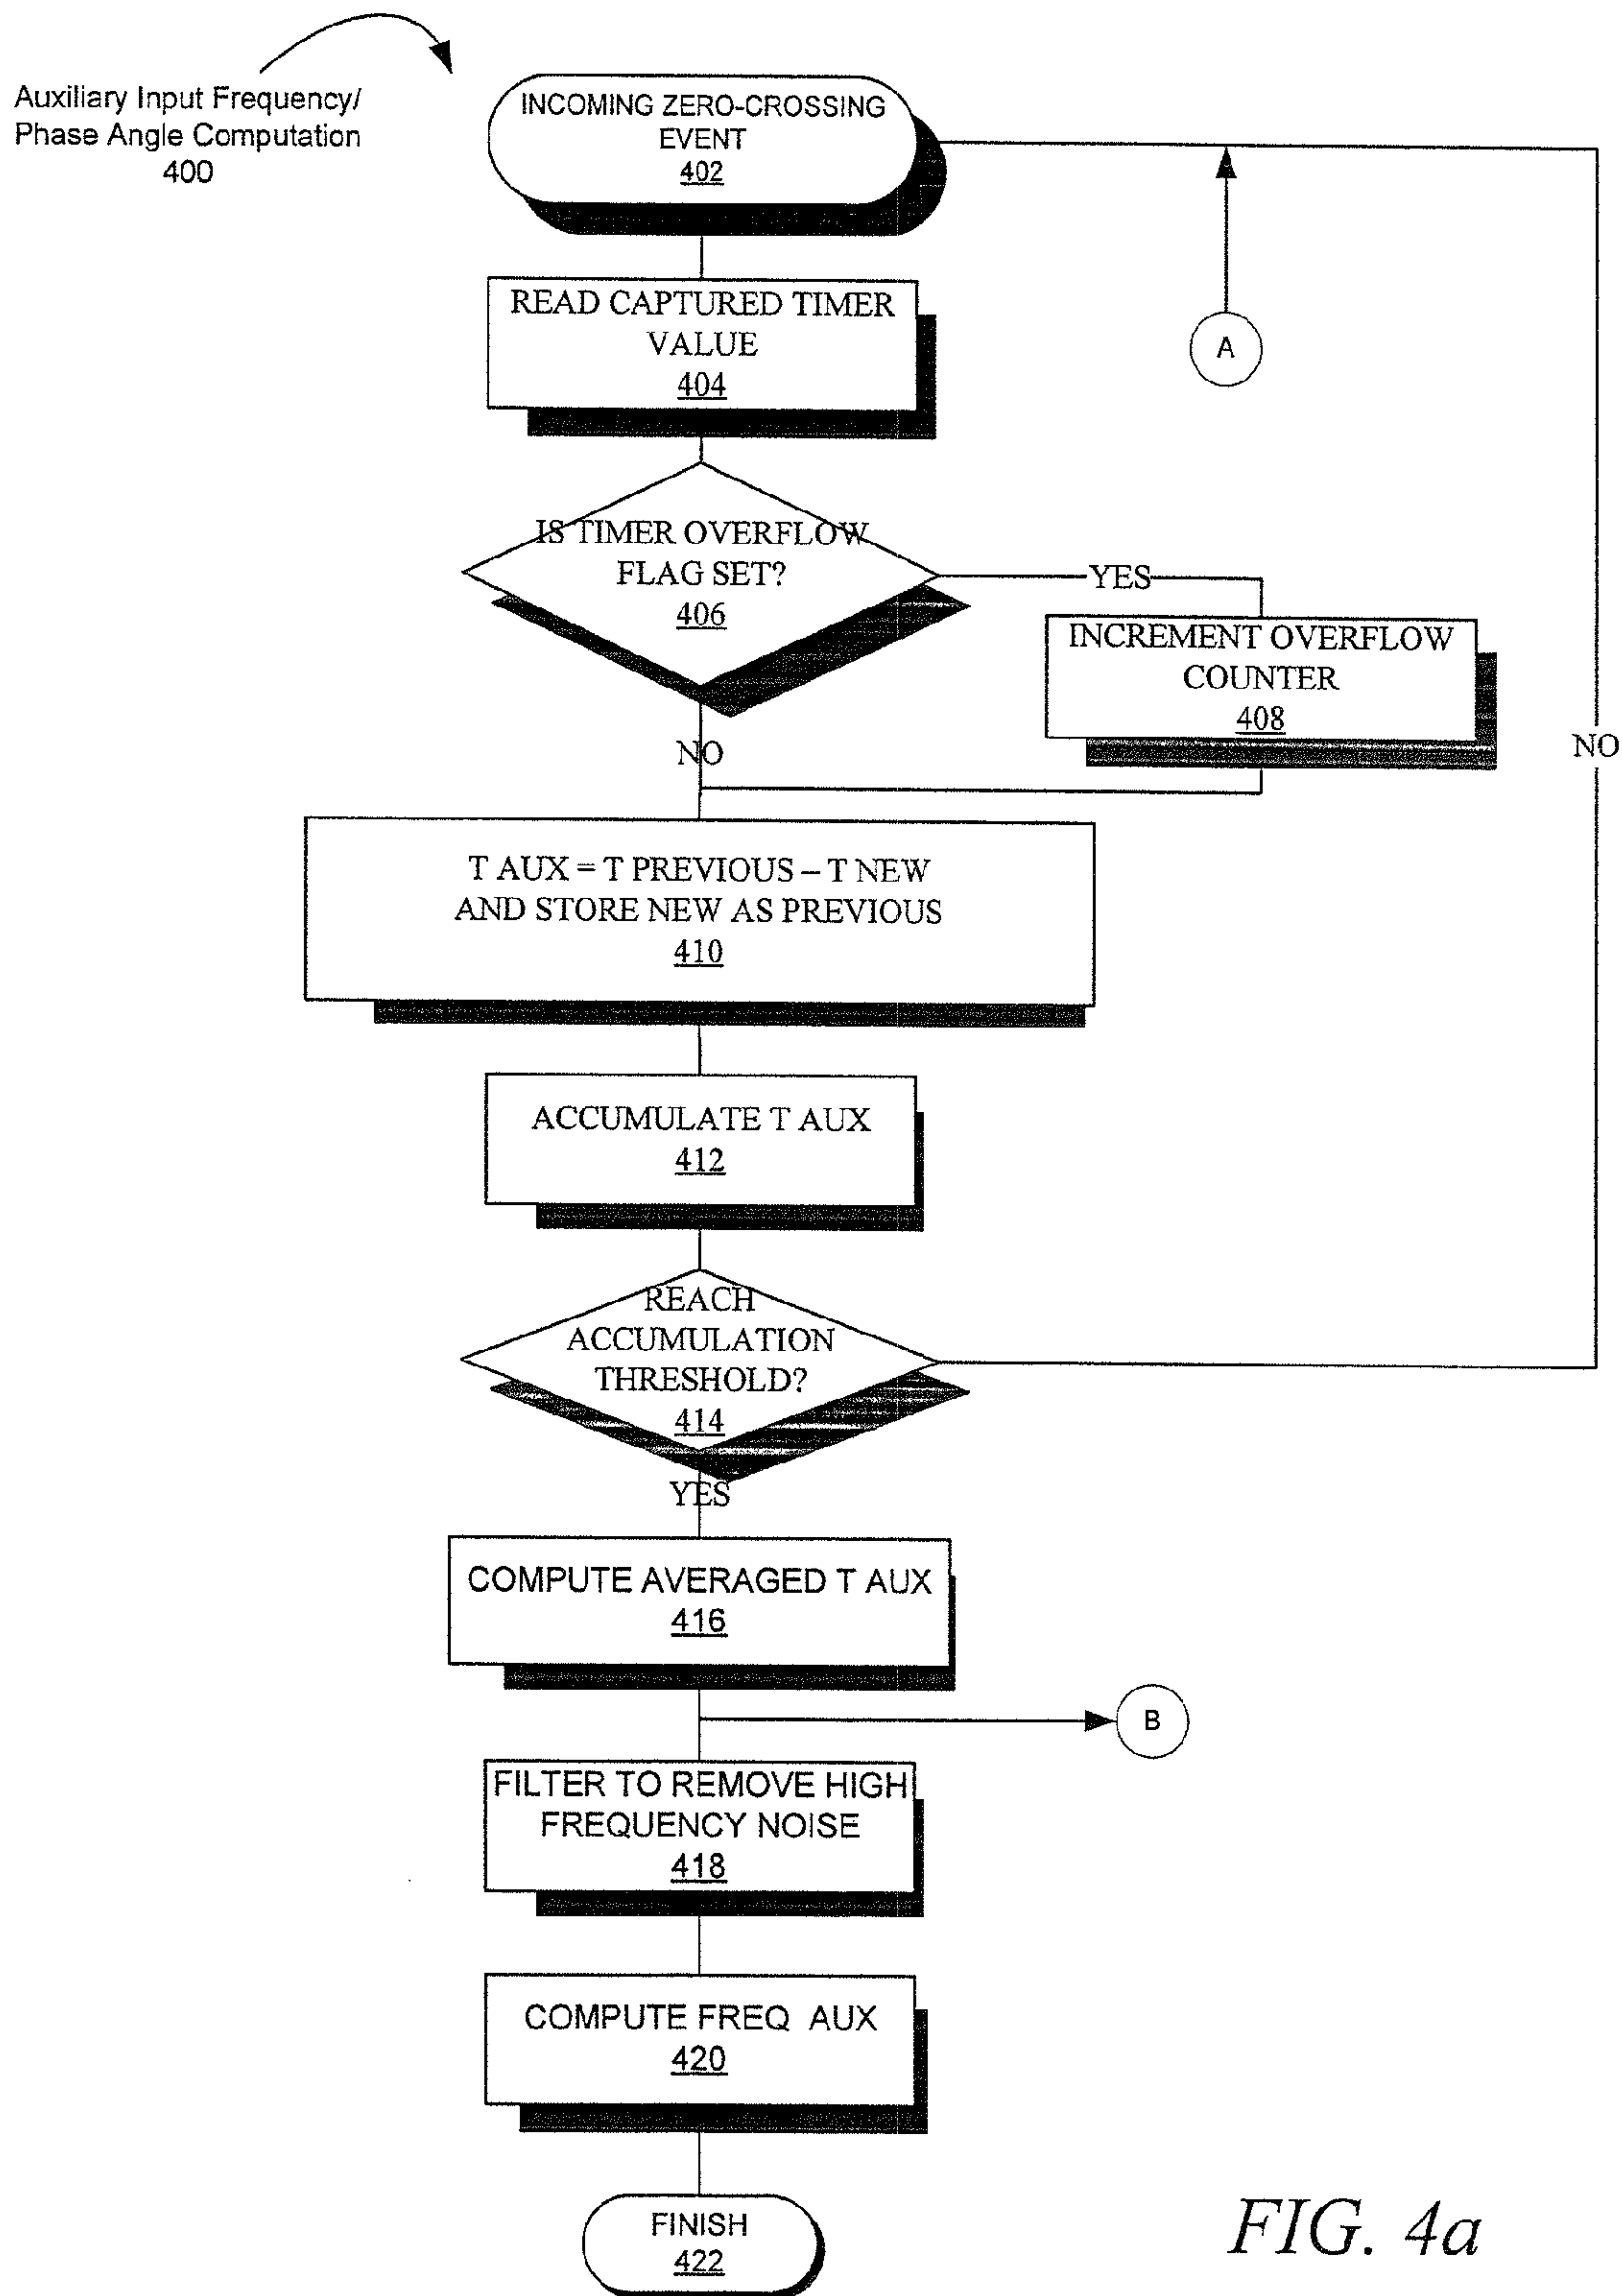 Auxiliary Input Frequency/
Phase Angle Computation
400
INCOMING ZERO-CROSSING
EVENT
402
READ CAPTURED TIMER
VALUE
404
A
IS TIMER OVERFLOW
FLAG SET?
406
YES
INCREMENT OVERFLOW
COUNTER
408
NO
NO
T AUX = T PREVIOUS – T NEW
AND STORE NEW AS PREVIOUS
410
ACCUMULATE T AUX
412
REACH
ACCUMULATION
THRESHOLD?
414
YES
COMPUTE AVERAGED T AUX
416
B
FILTER TO REMOVE HIGH
FREQUENCY NOISE
418
COMPUTE FREQ AUX
420
FINISH
422
FIG. 4a